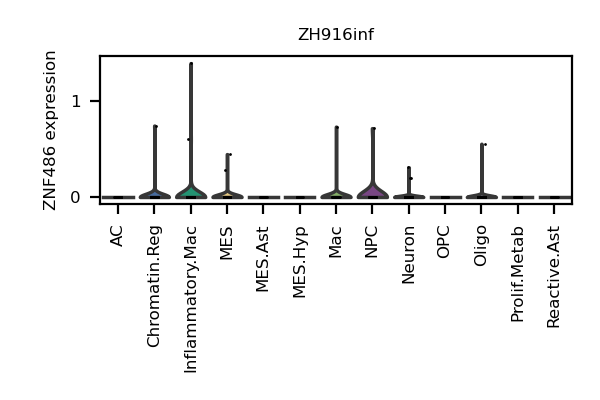 ZH916inf
ZNF486 expression
1
0
AC
Chromatin.Reg
Inflammatory.Mac
MES
MES.Ast
MES.Hyp
Mac
NPC
Neuron
OPC
Oligo
Prolif.Metab
Reactive.Ast